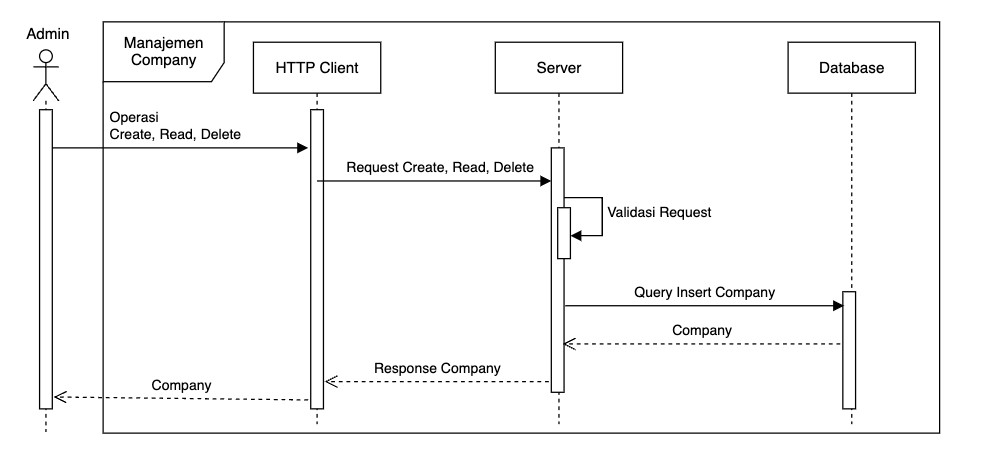 Admin
Manajemen
Company
HTTP Client
Server
Database
Operasi
Create, Read, Delete
Request Create, Read, Delete
Validasi Request
Query Insert Company
Company
Response Company
Company